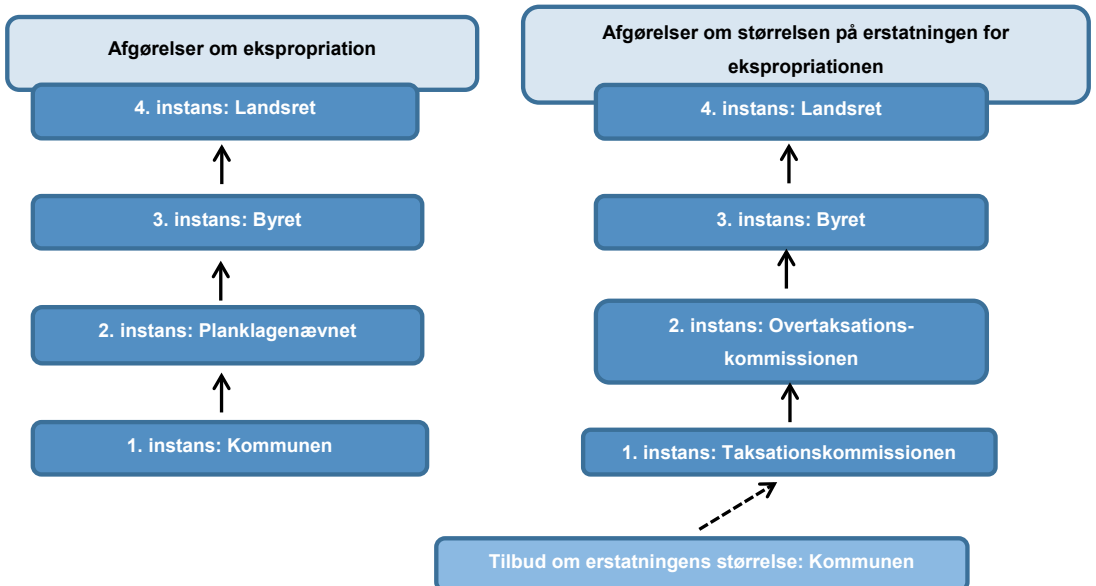 Afgørelser om ekspropriation
4. instans: Landsret
3. instans: Byret
2. instans: Planklagenævnet
1. instans: Kommunen
Afgørelser om størrelsen på erstatningen for
ekspropriationen
4. instans: Landsret
3. instans: Byret
2. instans: Overtaksations-
kommissionen
1. instans: Taksationskommissionen
Tilbud om erstatningens størrelse: Kommunen